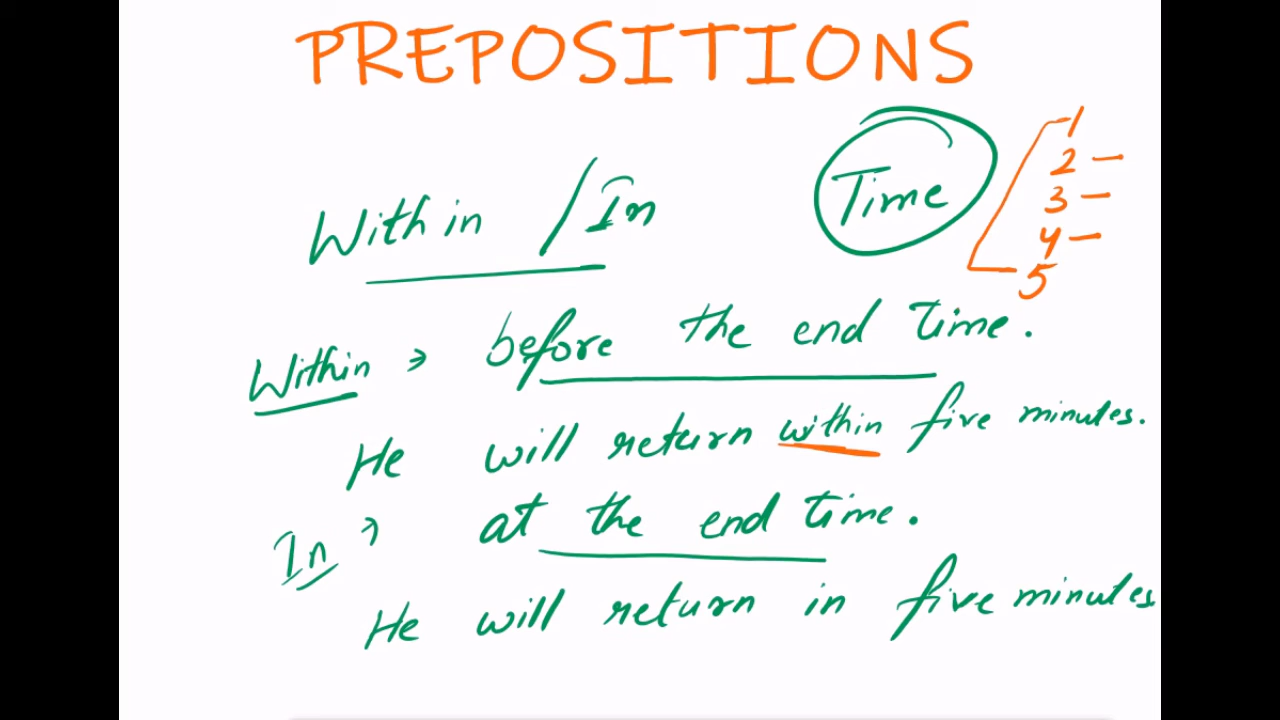 PREPOSITIONS
Within / In
Time
1
2 -
3 -
4 -
5
Within → before the end time.
He will return within five minutes.
In → at the end time.
He will return in five minutes